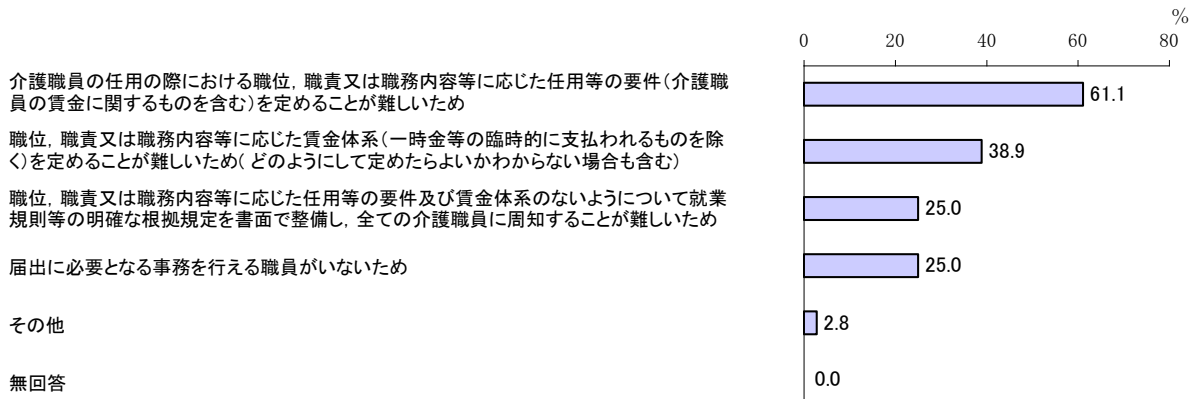 %
0 20 40 60 80
介護職員の任用の際における職位，職責又は職務内容等に応じた任用等の要件（介護職
員の賃金に関するものを含む）を定めることが難しいため
61.1
職位，職責又は職務内容等に応じた賃金体系（一時金等の臨時的に支払われるものを除
く）を定めることが難しいため（ どのようにして定めたらよいかわからない場合も含む）
38.9
職位，職責又は職務内容等に応じた任用等の要件及び賃金体系のないようについて就業
規則等の明確な根拠規定を書面で整備し，全ての介護職員に周知することが難しいため
25.0
届出に必要となる事務を行える職員がいないため
25.0
その他
2.8
無回答
0.0